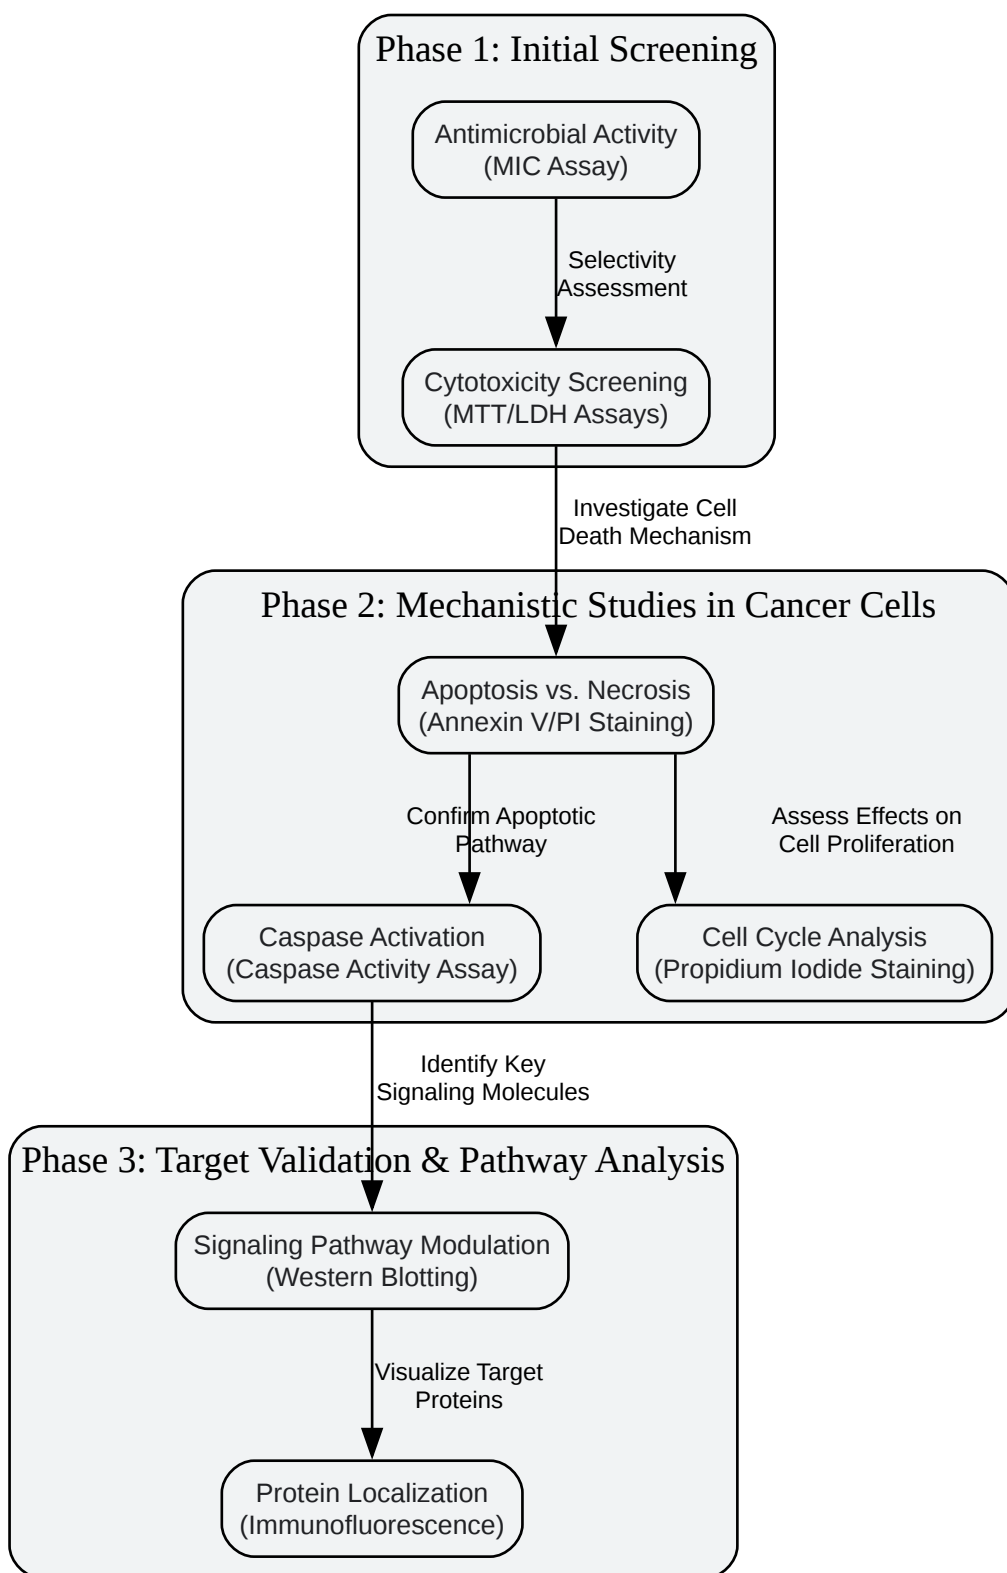 Phase 1: Initial Screening
Antimicrobial Activity
(MIC Assay)
Selectivity
Assessment
Cytotoxicity Screening
(MTT/LDH Assays)
Investigate Cell
Death Mechanism
Phase 2: Mechanistic Studies in Cancer Cells
Apoptosis vs. Necrosis
(Annexin V/PI Staining)
Confirm Apoptotic
Pathway
Assess Effects on
Cell Proliferation
Caspase Activation
(Caspase Activity Assay)
Cell Cycle Analysis
(Propidium Iodide Staining)
Identify Key
Signaling Molecules
Phase 3: Target Validation & Pathway Analysis
Signaling Pathway Modulation
(Western Blotting)
Visualize Target
Proteins
Protein Localization
(Immunofluorescence)